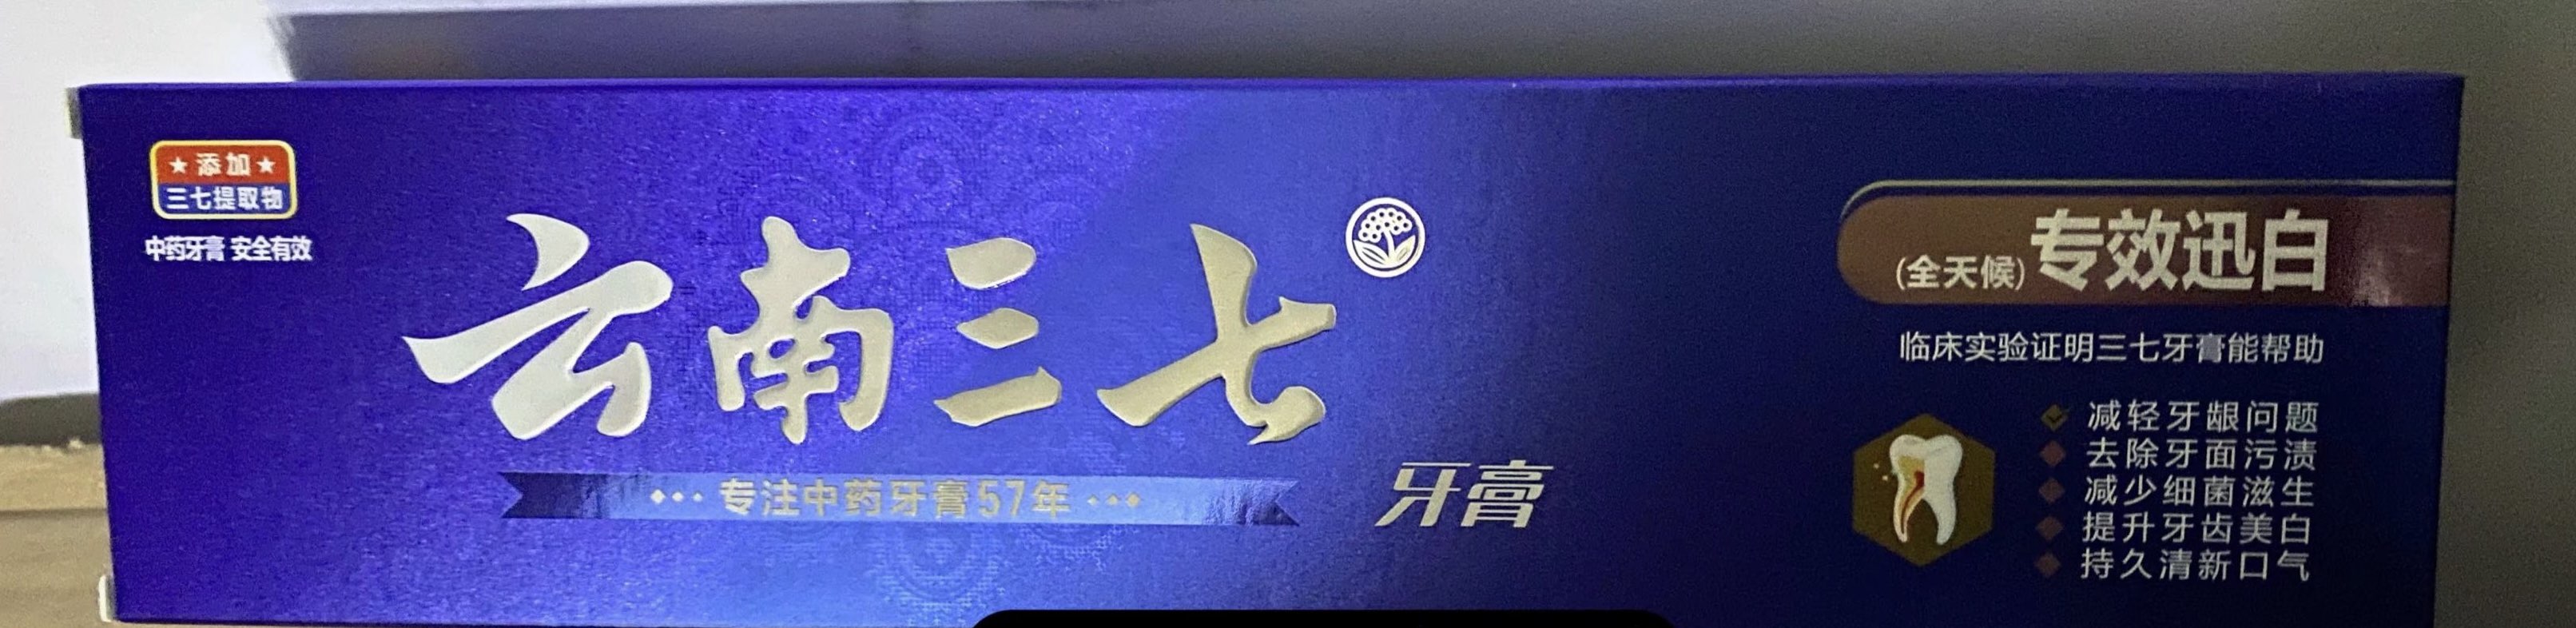 添加
三七提取物
中药牙膏 安全有效
云南三七
专注中药牙膏57年
牙膏
(全天候)专效迅白
临床实验证明三七牙膏能帮助
减轻牙龈问题
去除牙面污渍
减少细菌滋生
提升牙齿美白
持久清新口气